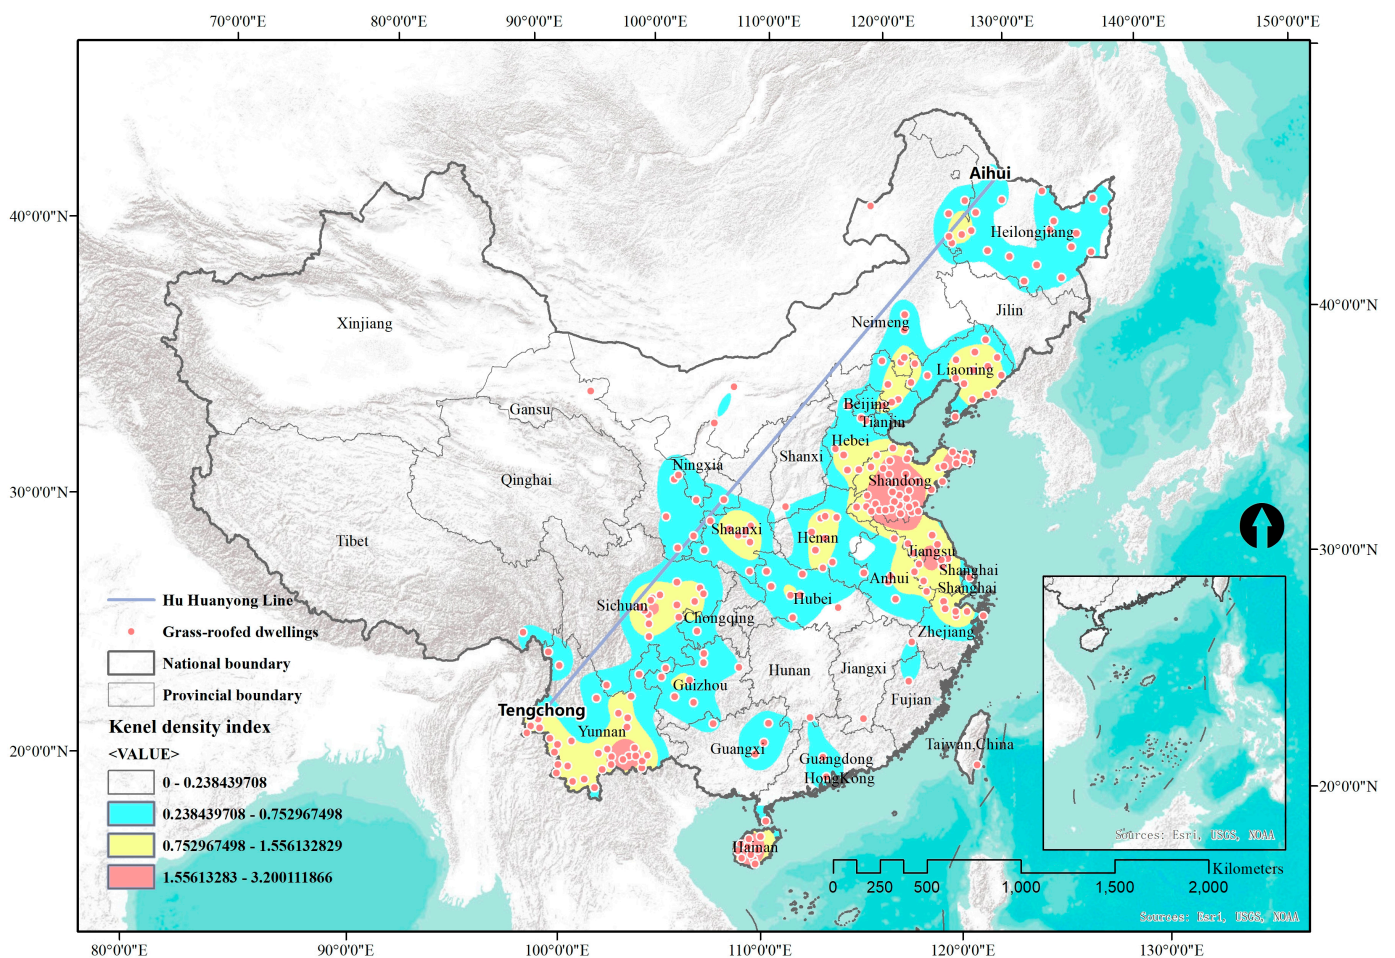 70°0'0"E 80°0'0"E 90°0'0"E 100°0'0"E 110°0'0"E 120°0'0"E 130°0'0"E 140°0'0"E 150°0'0"E
Aihui
40°0'0"N
Heilongjiang
40°0'0"N
Jilin
Neimeng
Xinjiang
Liaoning
Beijing
Gansu
Tianjin
Hebei
Shanxi
Ningxia
Qinghai
Shandong
30°0'0"N
Shaanxi
Henan
Tibet
Jiangsu
30°0'0"N
Shanghai
Anhui
Shanghai
Hubei
Sichuan
Chongqing
Zhejiang
Hunan
Jiangxi
Guizhou
Fujian
Tengchong
Yunnan
Guangxi
Taiwan,China
20°0'0"N
Guangdong
HongKong
20°0'0"N
Hainan
Hu Huanyong Line
Grass-roofed dwellings
National boundary
Provincial boundary
Kenel density index
<VALUE>
0 - 0.238439708
0.238439708 - 0.752967498
0.752967498 - 1.556132829
1.55613283 - 3.200111866
Sources: Esri, USGS, NOAA
Kilometers
0 250 500 1,000 1,500 2,000
Sources: Esri, USGS, NOAA
80°0'0"E 90°0'0"E 100°0'0"E 110°0'0"E 120°0'0"E 130°0'0"E